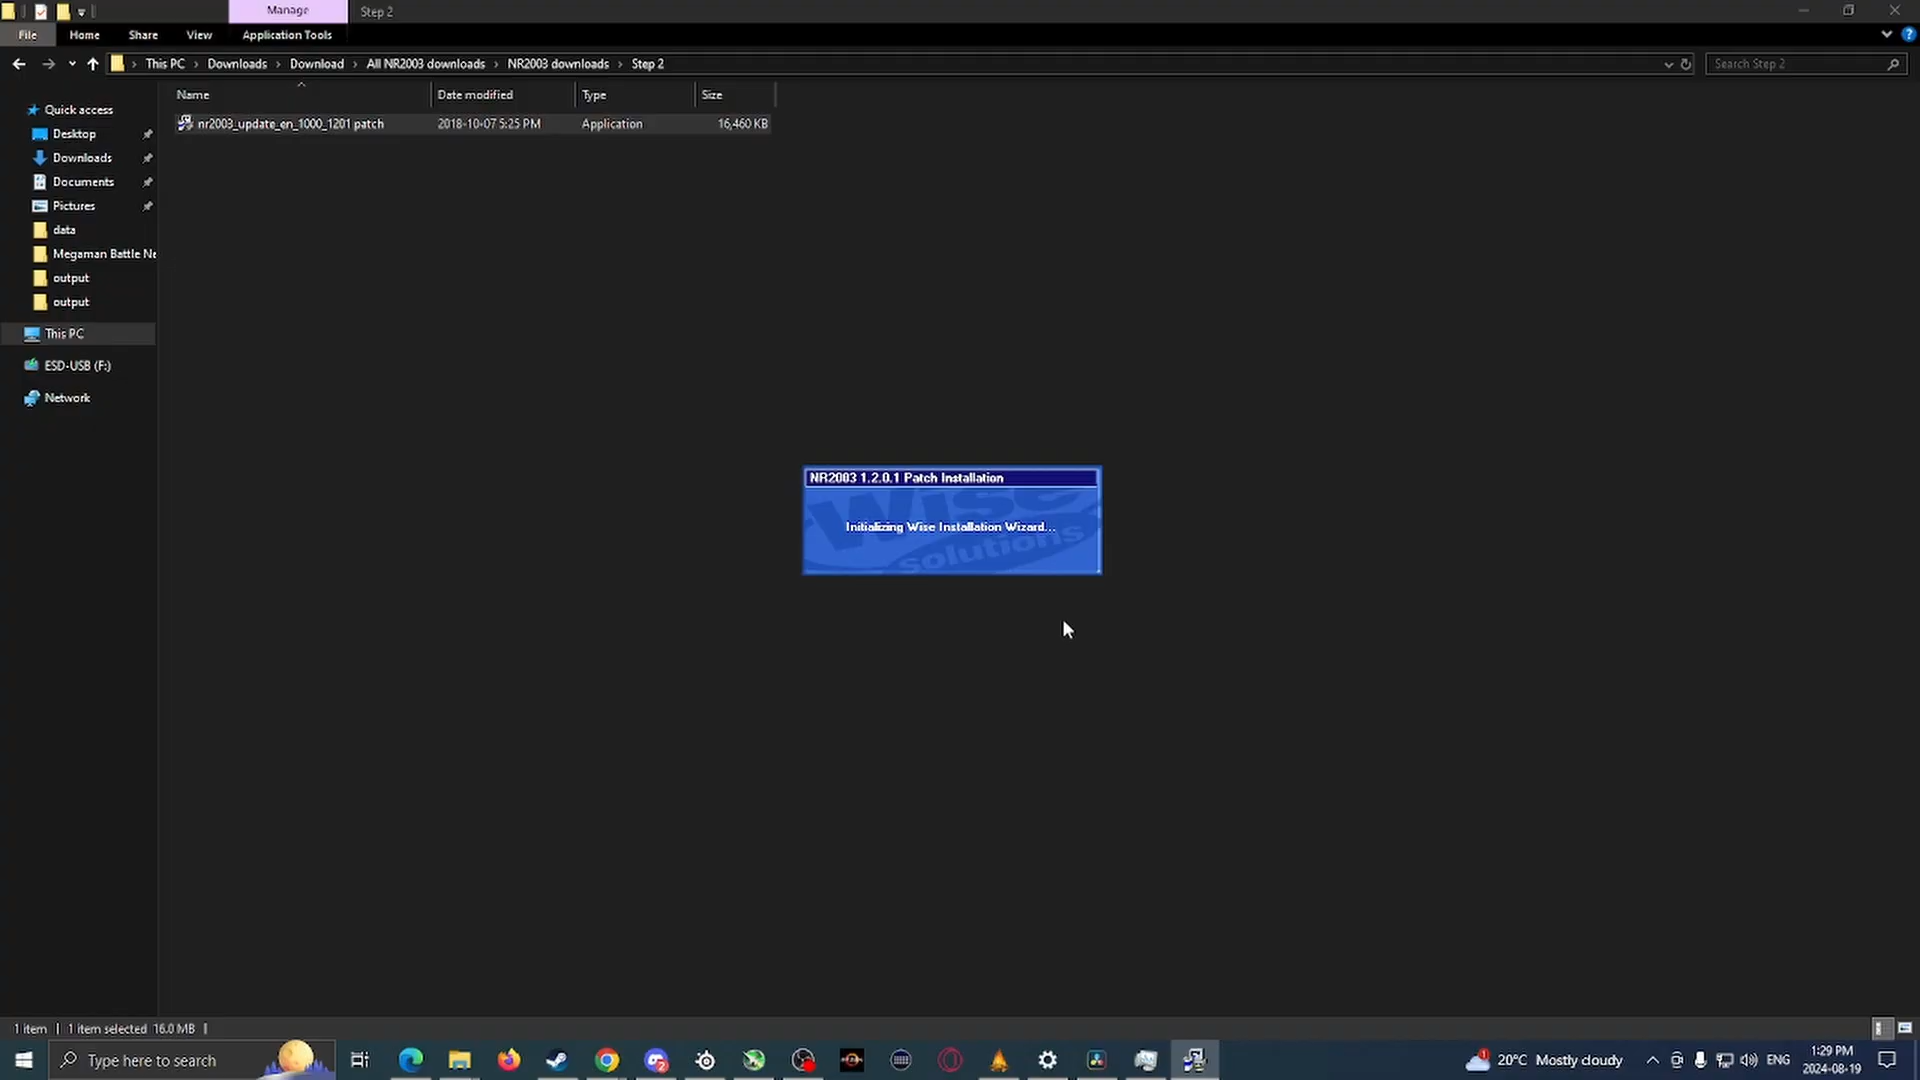 Manage
Step 2
File
Home
Share
View
Application Tools
This PC
Downloads
Download
All NR2003 downloads
NR2003 downloads
Step 2
Search Step 2
Name
Date modified
Type
Size
nr2003_update_en_1000_1201 patch
2018-10-07 5:25 PM
Application
16,460 KB
Quick access
Desktop
Downloads
Documents
Pictures
data
Megaman Battle Ne
output
output
This PC
ESD-USB (F:)
Network
NR2003 1.2.0.1 Patch Installation
Wise
solutions
Initializing Wise Installation Wizard...
1 item
1 item selected 16.0 MB
Type here to search
2
1
20°C Mostly cloudy
ENG
1:29 PM
2024-08-19